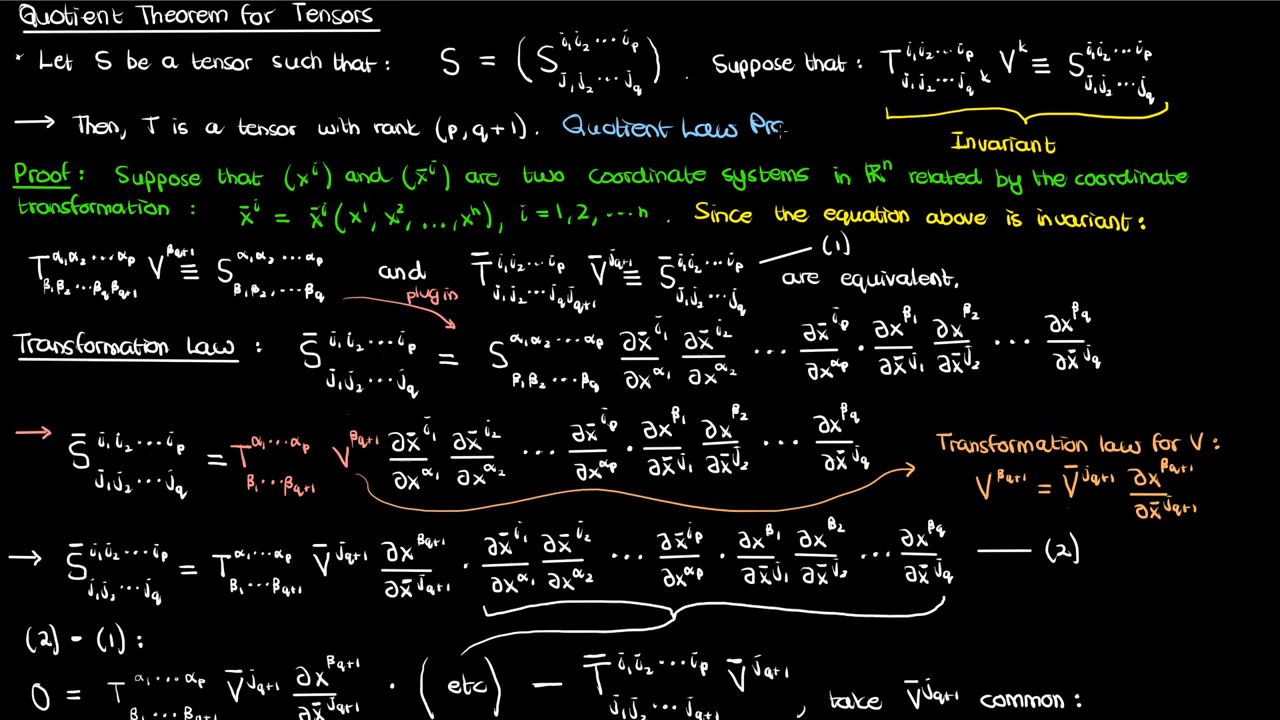 Quotient Theorem for Tensors
* Let S be a tensor such that: S = (S^{i₁i₂⋯i_p}_{j₁j₂⋯j_q}). Suppose that: T^{i₁i₂⋯i_p}_{j₁j₂⋯j_q k} V^k ≡ S^{i₁i₂⋯i_p}_{j₁j₂⋯j_q}
→ Then, T is a tensor with rank (p, q+1). Quotient Law Pro
Invariant
Proof: Suppose that (x^i) and (x̄^i) are two coordinate systems in ℝ^n related by the coordinate
transformation: x̄^i = x̄^i(x^1, x^2, ..., x^n), i = 1, 2, ⋯ n. Since the equation above is invariant:
T^{α₁α₂⋯α_p}_{β₁β₂⋯β_qβ_{q+1}} V^{β_{q+1}} ≡ S^{α₁α₂⋯α_p}_{β₁β₂,⋯β_q} and T̄^{i₁i₂⋯i_p}_{j₁j₂⋯j_qj_{q+1}} V̄^{j_{q+1}} ≡ S̄^{i₁i₂⋯i_p}_{j₁j₂⋯j_q} — (1) are equivalent.
plug in
Transformation Law: S̄^{i₁i₂⋯i_p}_{j₁j₂⋯j_q} = S^{α₁α₂⋯α_p}_{β₁β₂⋯β_q} ∂x̄^{i₁}/∂x^{α₁} ∂x̄^{i₂}/∂x^{α₂} ⋯ ∂x̄^{i_p}/∂x^{α_p} · ∂x^{β₁}/∂x̄^{j₁} ∂x^{β₂}/∂x̄^{j₂} ⋯ ∂x^{β_q}/∂x̄^{j_q}
→ S̄^{i₁i₂⋯i_p}_{j₁j₂⋯j_q} = T^{α₁⋯α_p}_{β₁⋯β_{q+1}} V^{β_{q+1}} ∂x̄^{i₁}/∂x^{α₁} ∂x̄^{i₂}/∂x^{α₂} ⋯ ∂x̄^{i_p}/∂x^{α_p} · ∂x^{β₁}/∂x̄^{j₁} ∂x^{β₂}/∂x̄^{j₂} ⋯ ∂x^{β_q}/∂x̄^{j_q}
Transformation law for V:
V^{β_{q+1}} = V̄^{j_{q+1}} ∂x^{β_{q+1}}/∂x̄^{j_{q+1}}
→ S̄^{i₁i₂⋯i_p}_{j₁j₂⋯j_q} = T^{α₁⋯α_p}_{β₁⋯β_{q+1}} V̄^{j_{q+1}} ∂x^{β_{q+1}}/∂x̄^{j_{q+1}} · ∂x̄^{i₁}/∂x^{α₁} ∂x̄^{i₂}/∂x^{α₂} ⋯ ∂x̄^{i_p}/∂x^{α_p} · ∂x^{β₁}/∂x̄^{j₁} ∂x^{β₂}/∂x̄^{j₂} ⋯ ∂x^{β_q}/∂x̄^{j_q} — (2)
(2) - (1):
0 = T^{α₁⋯α_p}_{β₁⋯β_{q+1}} V̄^{j_{q+1}} ∂x^{β_{q+1}}/∂x̄^{j_{q+1}} · (etc) − T̄^{i₁i₂⋯i_p}_{j₁j₂⋯j_{q+1}} V̄^{j_{q+1}}, take V̄^{j_{q+1}} common: